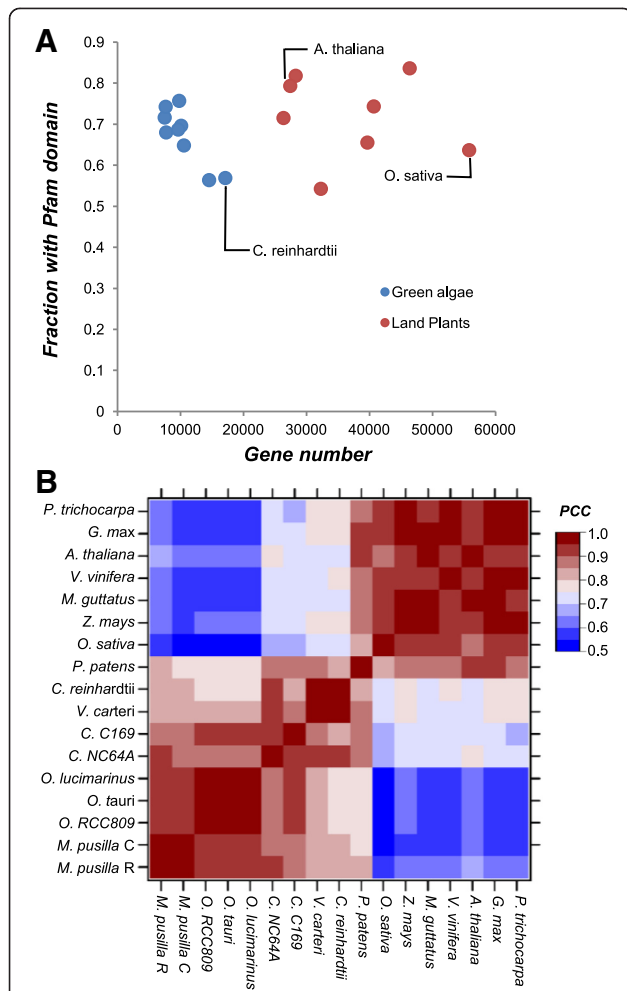 A
Fraction with Pfam domain
0.9
0.8
0.7
0.6
0.5
0.4
0.3
0.2
0.1
0
A. thaliana
O. sativa
C. reinhardtii
Green algae
Land Plants
0 10000 20000 30000 40000 50000 60000
Gene number
B
P. trichocarpa
G. max
A. thaliana
V. vinifera
M. guttatus
Z. mays
O. sativa
P. patens
C. reinhardtii
V. carteri
C. C169
C. NC64A
O. lucimarinus
O. tauri
O. RCC809
M. pusilla C
M. pusilla R
PCC
1.0
0.9
0.8
0.7
0.6
0.5
M. pusilla R
M. pusilla C
O. RCC809
O. tauri
O. lucimarinus
C. NC64A
C. C169
V. carteri
C. reinhardtii
P. patens
O. sativa
Z. mays
M. guttatus
V. vinifera
A. thaliana
G. max
P. trichocarpa